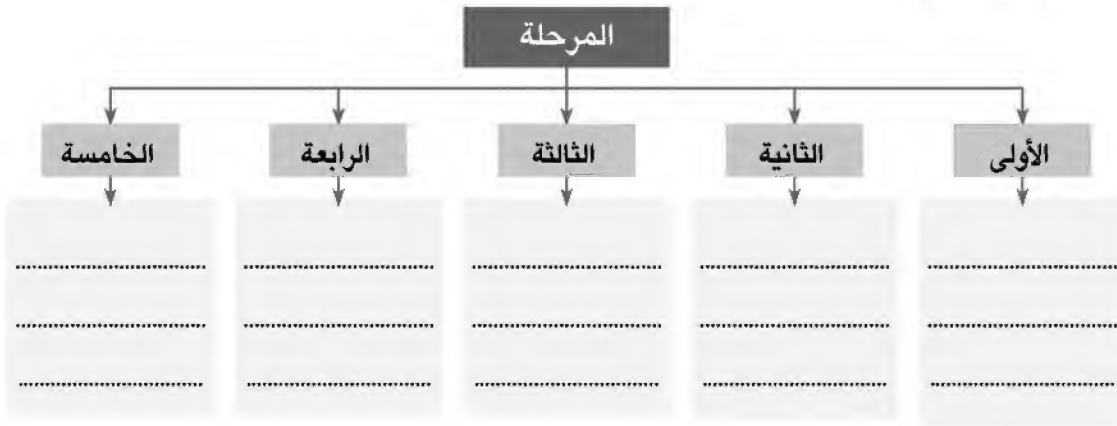 المرحلة
الأولى
الثانية
الثالثة
الرابعة
الخامسة